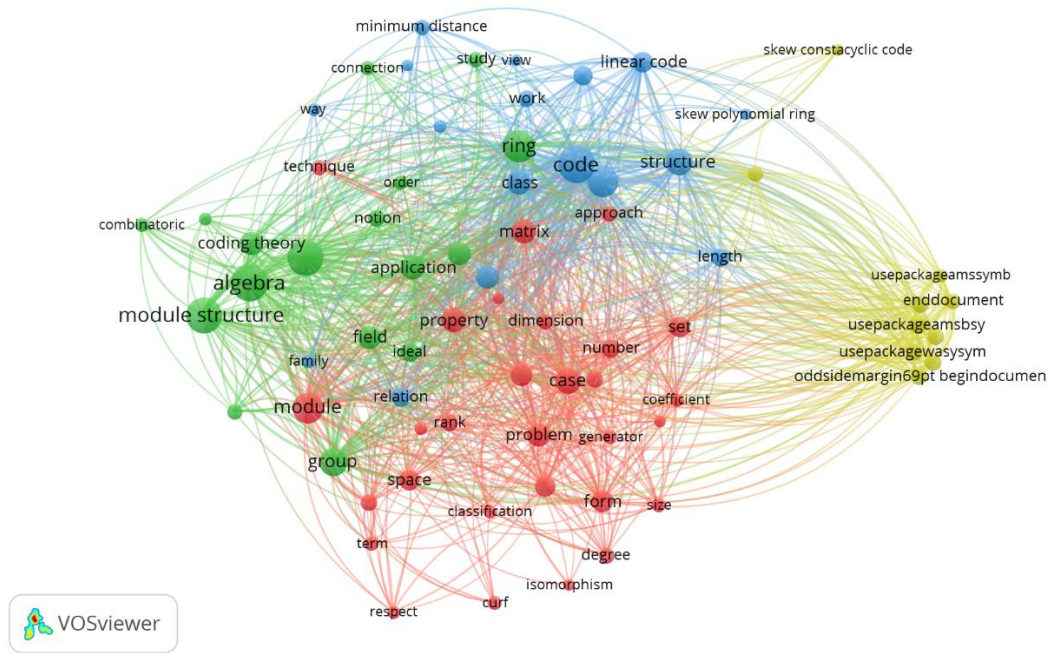 minimum distance
skew constacyclic code
connection
study
view
linear code
way
work
skew polynomial ring
technique
ring
code
structure
order
class
combinatoric
notion
approach
coding theory
matrix
length
algebra
application
usepackageamssymb
enddocument
module structure
property
dimension
set
usepackageamsbsy
field
ideal
number
usepackagewasysym
family
case
oddsidemargin69pt begindocumen
module
relation
coefficient
rank
problem
generator
group
space
form
size
classification
term
degree
isomorphism
respect
curf
VOSviewer